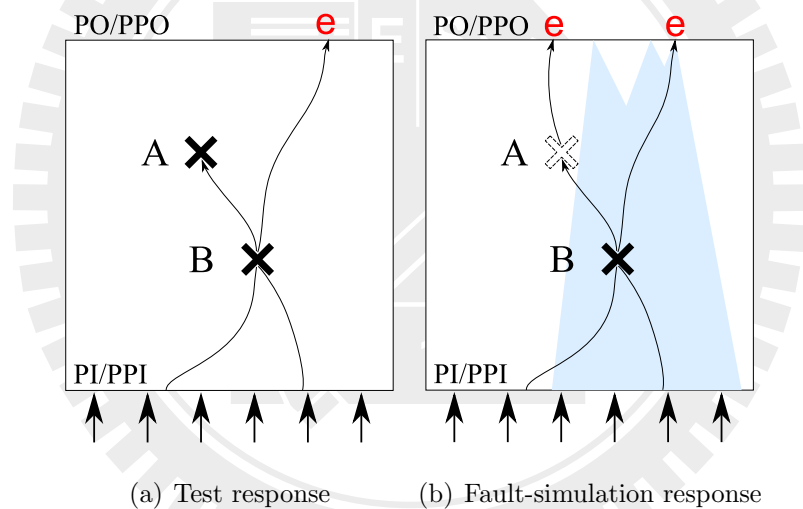 PO/PPO e
A
B
PI/PPI
(a) Test response
PO/PPO e e
A
B
PI/PPI
(b) Fault-simulation response